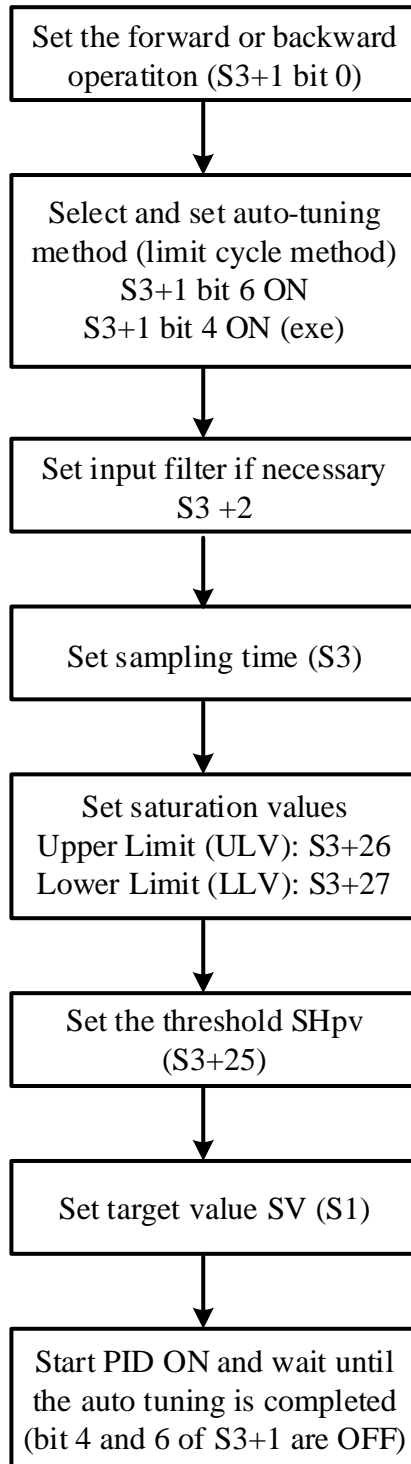 Set the forward or backward
operatiton (S3+1 bit 0)
Select and set auto-tuning
method (limit cycle method)
S3+1 bit 6 ON
S3+1 bit 4 ON (exe)
Set input filter if necessary
S3 +2
Set sampling time (S3)
Set saturation values
Upper Limit (ULV): S3+26
Lower Limit (LLV): S3+27
Set the threshold SHpv
(S3+25)
Set target value SV (S1)
Start PID ON and wait until
the auto tuning is completed
(bit 4 and 6 of S3+1 are OFF)